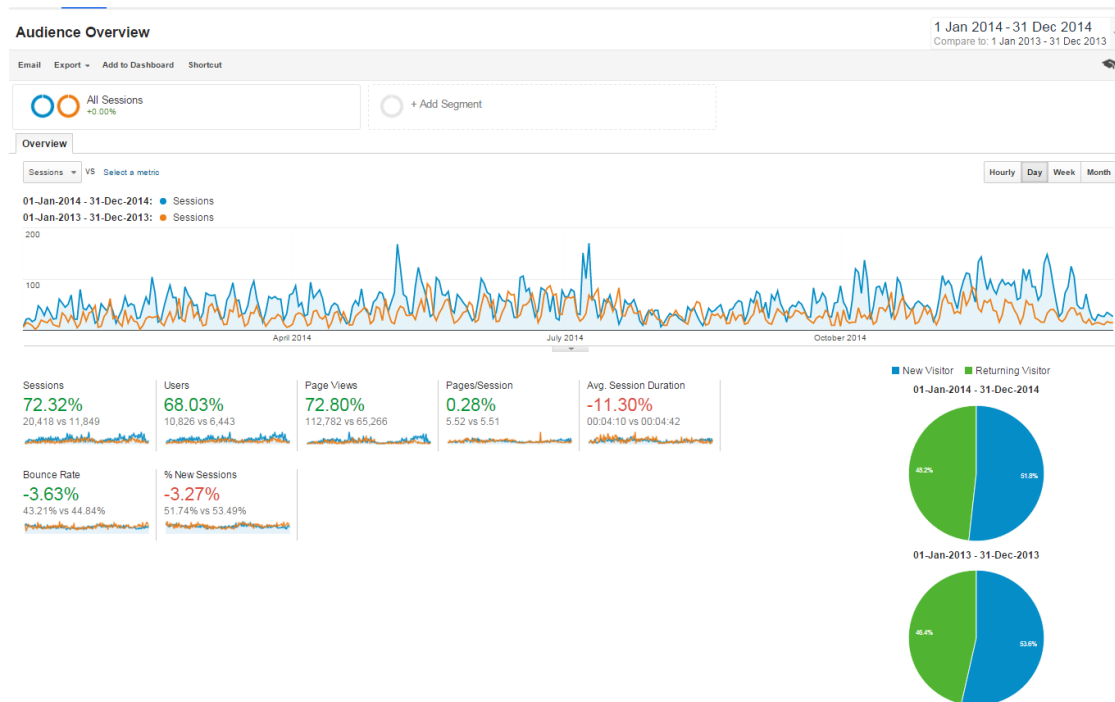 Audience Overview
1 Jan 2014 - 31 Dec 2014
Compare to: 1 Jan 2013 - 31 Dec 2013
Email Export Add to Dashboard Shortcut
All Sessions
+0.00%
+ Add Segment
Overview
Sessions VS Select a metric
Hourly Day Week Month
01-Jan-2014 - 31-Dec-2014: Sessions
01-Jan-2013 - 31-Dec-2013: Sessions
200
100
April 2014 July 2014 October 2014
Sessions
72.32%
20,418 vs 11,849
Users
68.03%
10,826 vs 6,443
Page Views
72.80%
112,782 vs 65,266
Pages/Session
0.28%
5.52 vs 5.51
Avg. Session Duration
-11.30%
00:04:10 vs 00:04:42
Bounce Rate
-3.63%
43.21% vs 44.84%
% New Sessions
-3.27%
51.74% vs 53.49%
New Visitor Returning Visitor
01-Jan-2014 - 31-Dec-2014
48.2%
51.8%
01-Jan-2013 - 31-Dec-2013
46.4%
53.6%